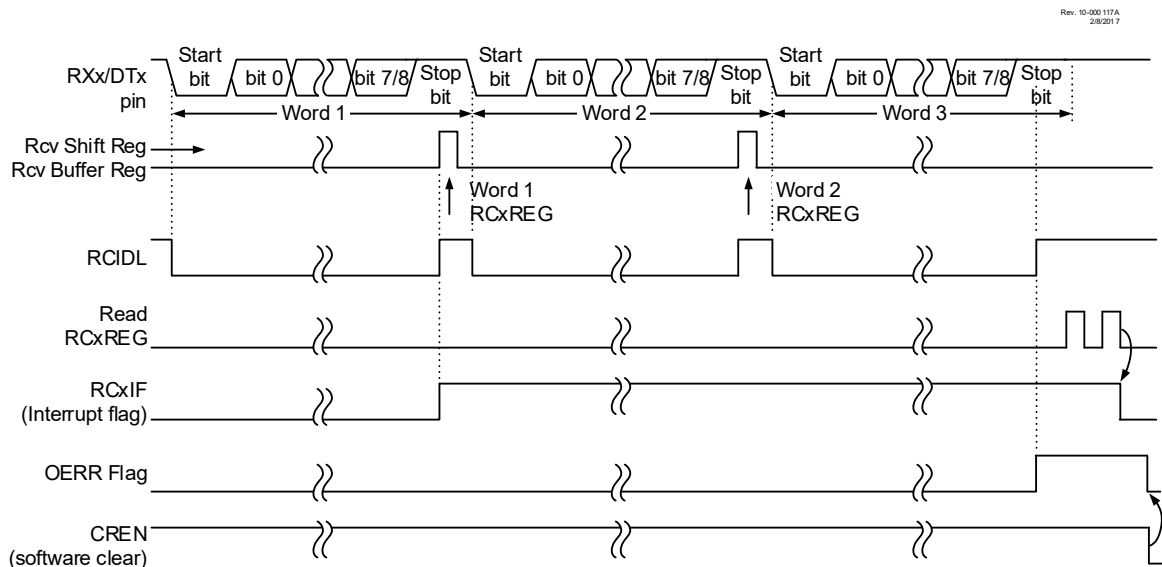 Rev. 10-000 117A
2/8/201 7
RXx/DTx
pin
Start
bit
bit 0
bit 7/8
Stop
bit
Start
bit
bit 0
bit 7/8
Stop
bit
Start
bit
bit 0
bit 7/8
Stop
bit
Word 1
Word 2
Word 3
Rcv Shift Reg
Rcv Buffer Reg
Word 1
RCxREG
Word 2
RCxREG
RCIDL
Read
RCxREG
RCxIF
(Interrupt flag)
OERR Flag
CREN
(software clear)